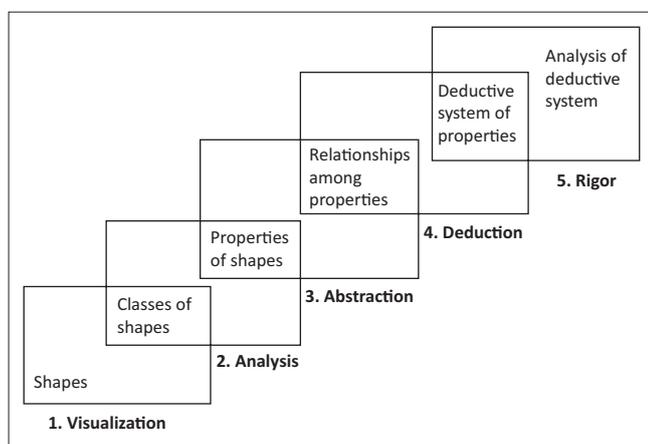 Shapes
1. Visualization
Classes of
shapes
2. Analysis
Properties
of shapes
3. Abstraction
Relationships
among
properties
4. Deduction
Deductive
system of
properties
Analysis of
deductive
system
5. Rigor